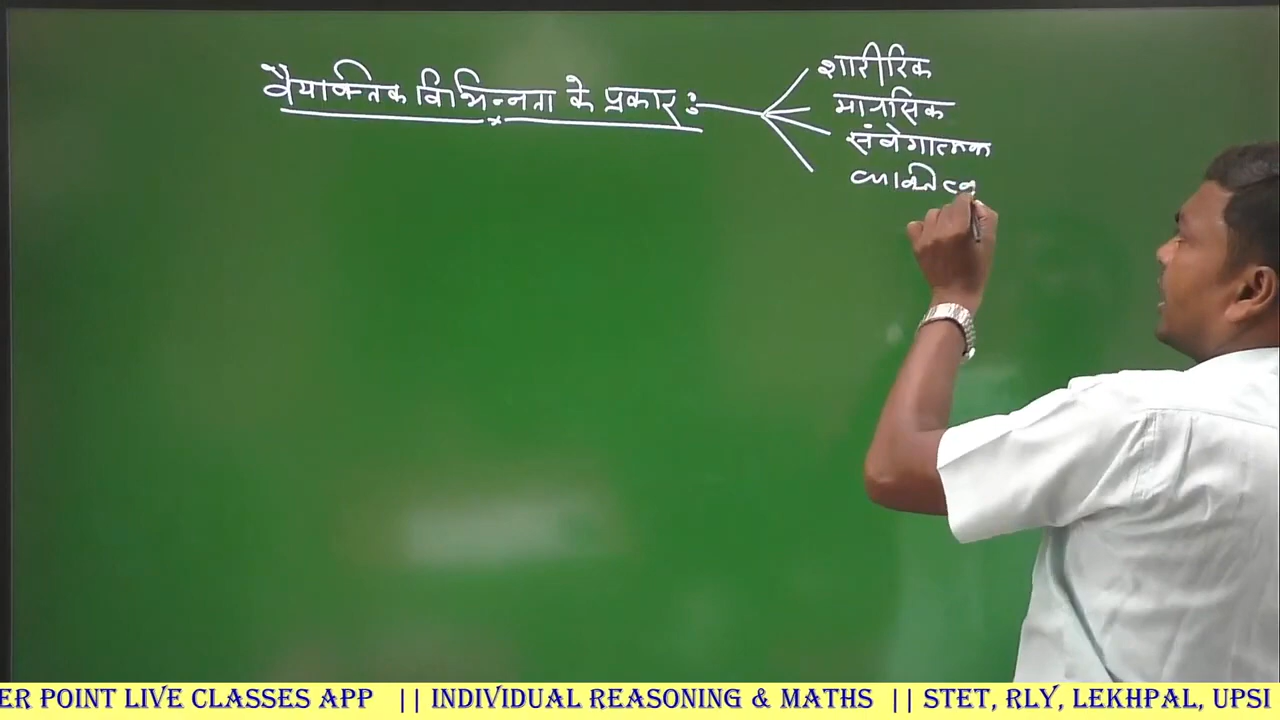 वैयक्तिक विभिन्नता के प्रकार :
शारीरिक
मानसिक
संवेगात्मक
व्यक्तित्व
ER POINT LIVE CLASSES APP || INDIVIDUAL REASONING & MATHS || STET, RLY, LEKHPAL, UPSI